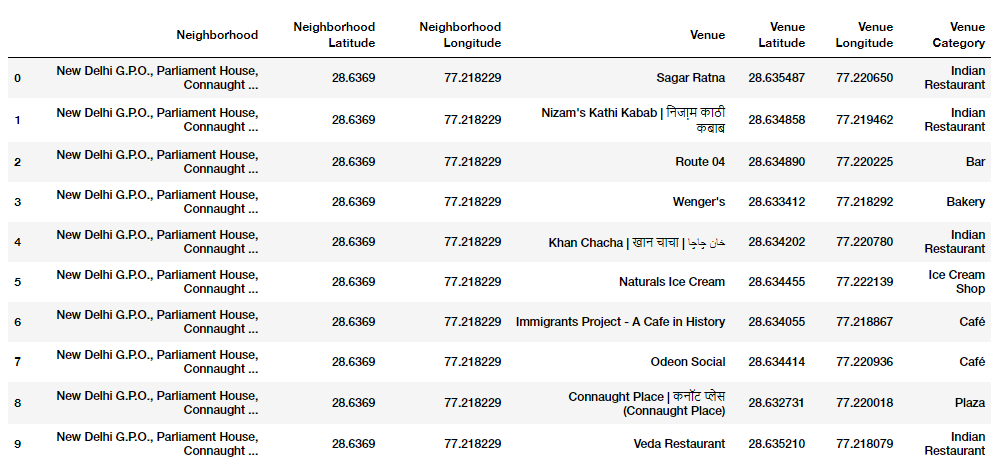 Neighborhood Neighborhood Latitude Neighborhood Longitude Venue Venue Latitude Venue Longitude Venue Category
0 New Delhi G.P.O., Parliament House, Connaught ... 28.6369 77.218229 Sagar Ratna 28.635487 77.220650 Indian Restaurant
1 New Delhi G.P.O., Parliament House, Connaught ... 28.6369 77.218229 Nizam's Kathi Kabab | निजा़म काठी कबाब 28.634858 77.219462 Indian Restaurant
2 New Delhi G.P.O., Parliament House, Connaught ... 28.6369 77.218229 Route 04 28.634890 77.220225 Bar
3 New Delhi G.P.O., Parliament House, Connaught ... 28.6369 77.218229 Wenger's 28.633412 77.218292 Bakery
4 New Delhi G.P.O., Parliament House, Connaught ... 28.6369 77.218229 Khan Chacha | खान चाचा | خان چاچا 28.634202 77.220780 Indian Restaurant
5 New Delhi G.P.O., Parliament House, Connaught ... 28.6369 77.218229 Naturals Ice Cream 28.634455 77.222139 Ice Cream Shop
6 New Delhi G.P.O., Parliament House, Connaught ... 28.6369 77.218229 Immigrants Project - A Cafe in History 28.634055 77.218867 Café
7 New Delhi G.P.O., Parliament House, Connaught ... 28.6369 77.218229 Odeon Social 28.634414 77.220936 Café
8 New Delhi G.P.O., Parliament House, Connaught ... 28.6369 77.218229 Connaught Place | कनॉट प्लेस (Connaught Place) 28.632731 77.220018 Plaza
9 New Delhi G.P.O., Parliament House, Connaught ... 28.6369 77.218229 Veda Restaurant 28.635210 77.218079 Indian Restaurant